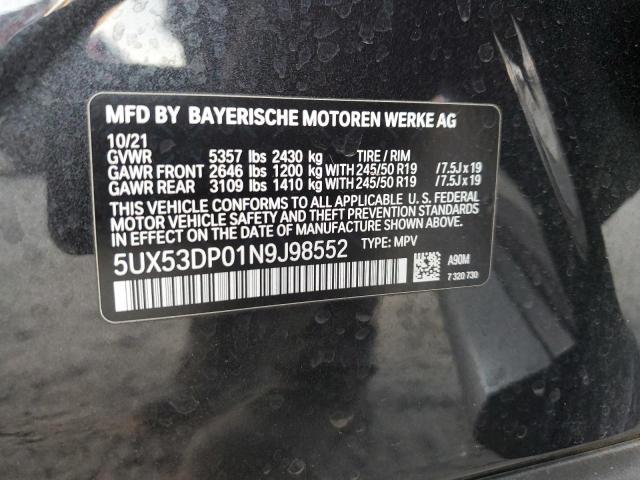 MFD BY BAYERISCHE MOTOREN WERKE AG
10/21
GVWR 5357 lbs 2430 kg TIRE / RIM
GAWR FRONT 2646 lbs 1200 kg WITH 245/50 R19 /7.5J x 19
GAWR REAR 3109 lbs 1410 kg WITH 245/50 R19 /7.5J x 19
THIS VEHICLE CONFORMS TO ALL APPLICABLE U. S. FEDERAL
MOTOR VEHICLE SAFETY AND THEFT PREVENTION STANDARDS
IN EFFECT ON THE DATE OF MANUFACTURE SHOWN ABOVE.
5UX53DP01N9J98552 TYPE: MPV
A90M
7 320 730